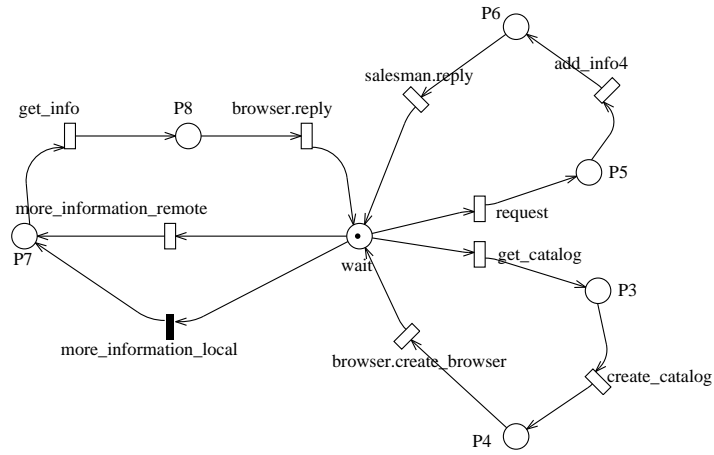 P6
add_info4
salesman.reply
get_info
P8
browser.reply
P5
more_information_remote
request
P7
wait
get_catalog
P3
more_information_local
browser.create_browser
create_catalog
P4